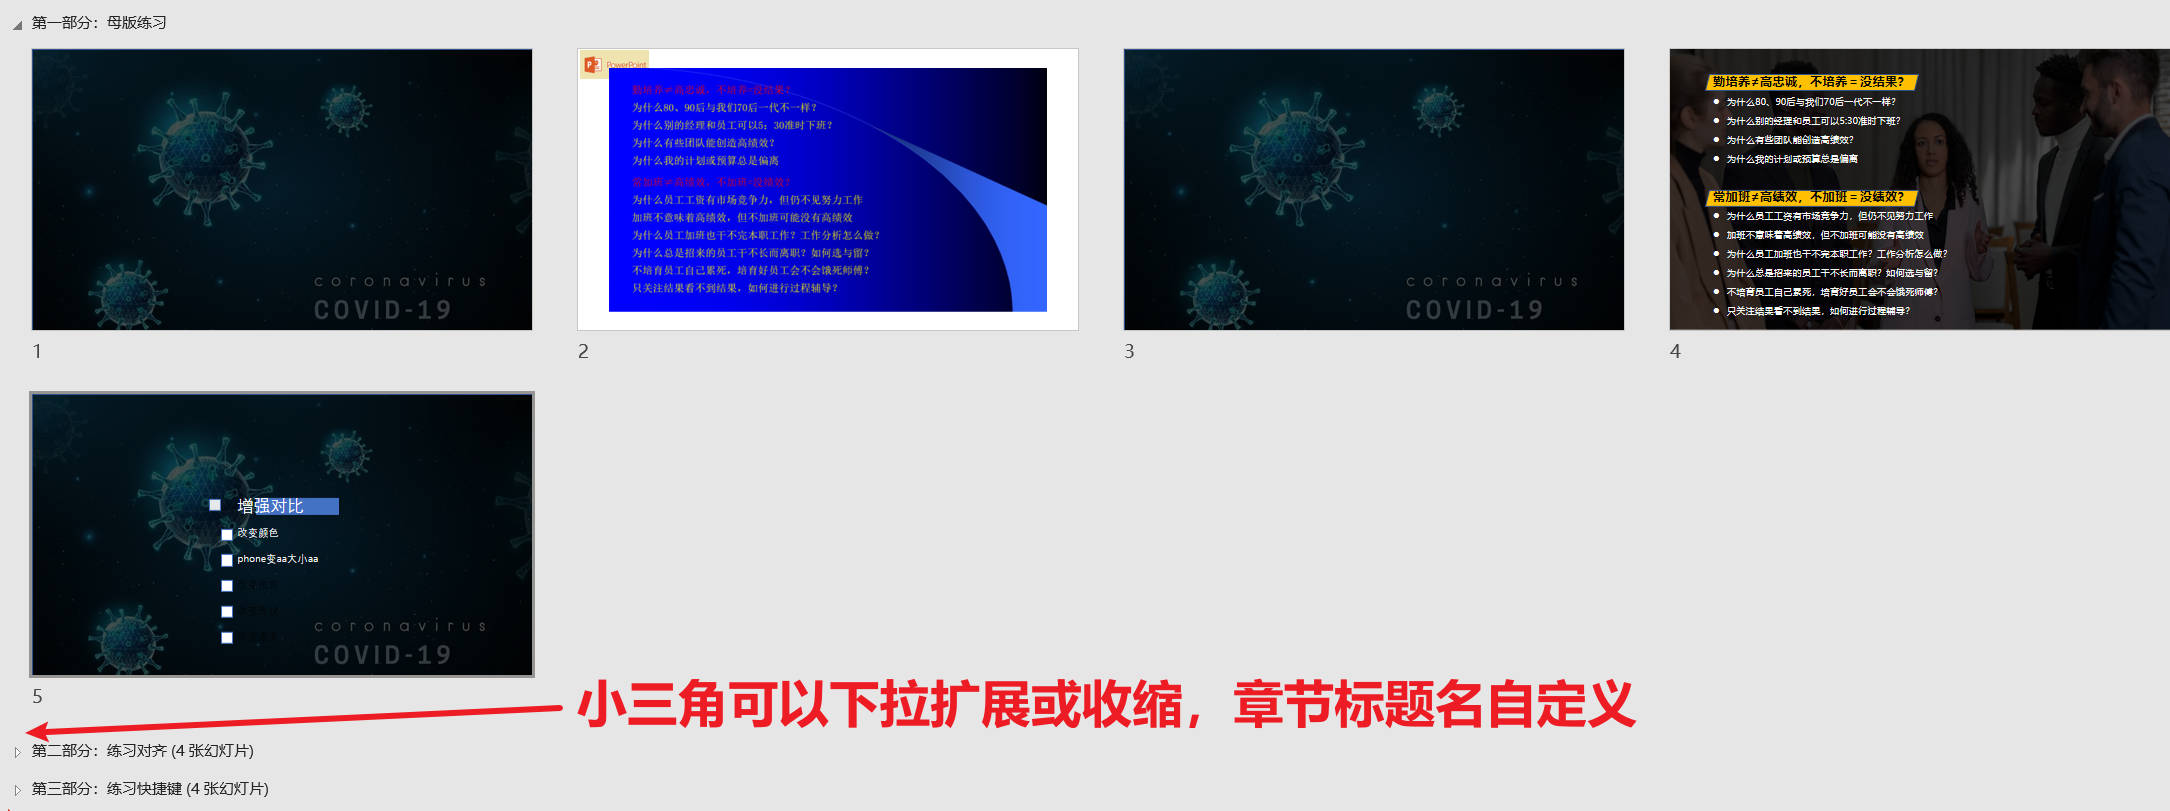 第一部分：母版练习
coronavirus
COVID-19
1
PowerPoint
勤培养≠高忠诚，不培养=没结果？
为什么80、90后与我们70后一代不一样？
为什么别的经理和员工可以5：30准时下班？
为什么有些团队能创造高绩效？
为什么我的计划或预算总是偏离
常加班≠高绩效，不加班=没绩效？
为什么员工工资有市场竞争力，但仍不见努力工作
加班不意味着高绩效，但不加班可能没有高绩效
为什么员工加班也干不完本职工作？工作分析怎么做？
为什么总是招来的员工干不长而离职？如何选与留？
不培育员工自己累死，培育好员工会不会饿死师傅？
只关注结果看不到结果，如何进行过程辅导？
2
coronavirus
COVID-19
3
勤培养≠高忠诚，不培养=没结果？
为什么80、90后与我们70后一代不一样？
为什么别的经理和员工可以5:30准时下班？
为什么有些团队能创造高绩效？
为什么我的计划或预算总是偏离
常加班≠高绩效，不加班=没绩效？
为什么员工工资有市场竞争力，但仍不见努力工作
加班不意味着高绩效，但不加班可能没有高绩效
为什么员工加班也干不完本职工作？工作分析怎么做？
为什么总是招来的员工干不长而离职？如何选与留？
不培育员工自己累死，培育好员工会不会饿死师傅？
只关注结果看不到结果，如何进行过程辅导？
4
增强对比
改变颜色
phone变aa大小aa
coronavirus
COVID-19
5
小三角可以下拉扩展或收缩，章节标题名自定义
第二部分：练习对齐 (4 张幻灯片)
第三部分：练习快捷键 (4 张幻灯片)